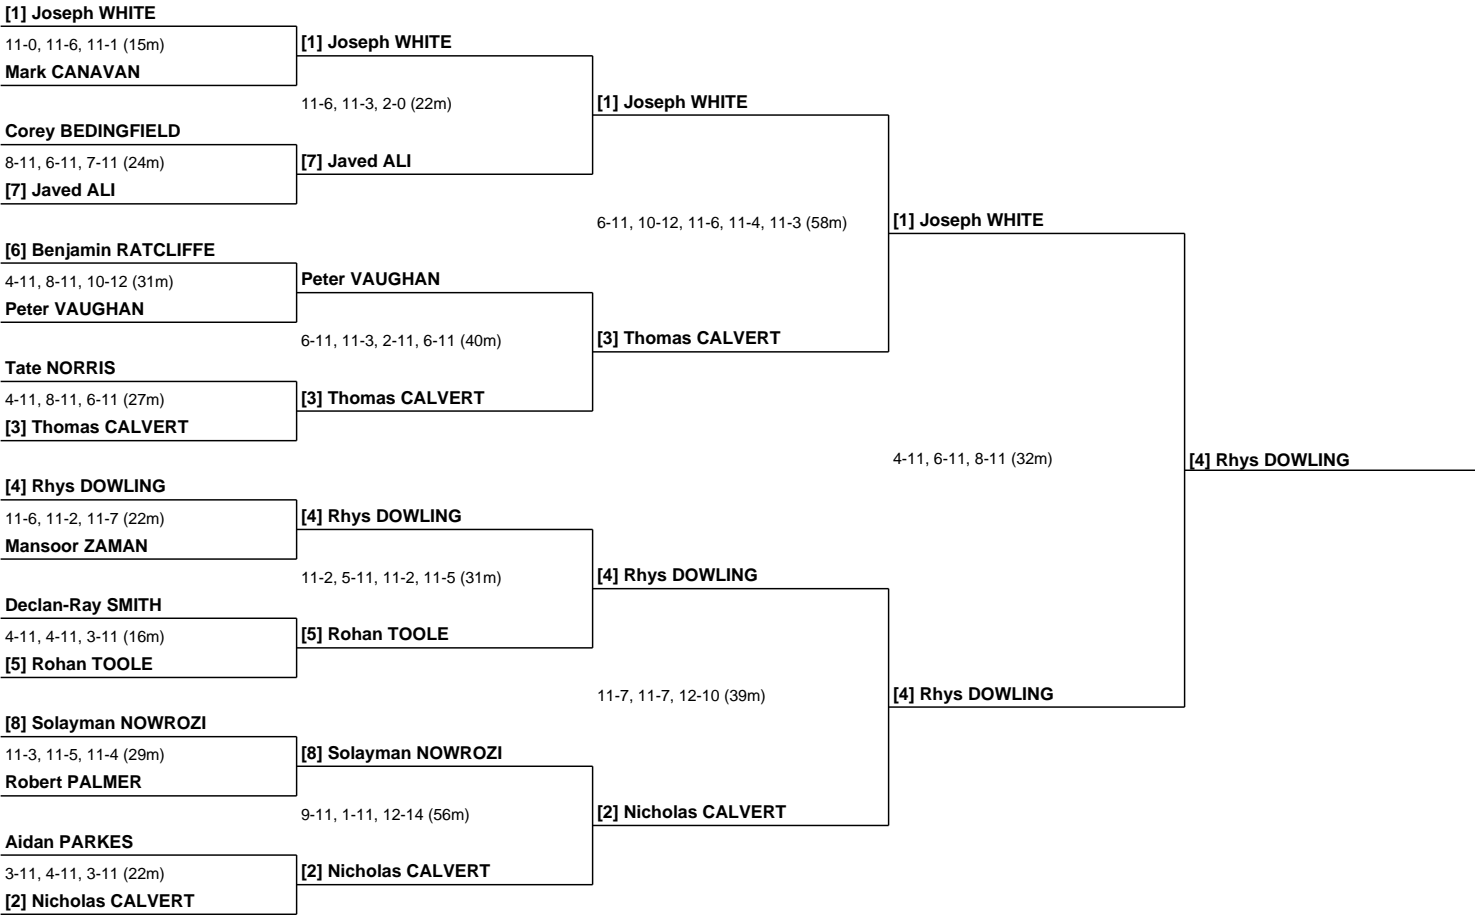 [1] Joseph WHITE
11-0, 11-6, 11-1 (15m)
Mark CANAVAN
Corey BEDINGFIELD
8-11, 6-11, 7-11 (24m)
[7] Javed ALI
[6] Benjamin RATCLIFFE
4-11, 8-11, 10-12 (31m)
Peter VAUGHAN
Tate NORRIS
4-11, 8-11, 6-11 (27m)
[3] Thomas CALVERT
[4] Rhys DOWLING
11-6, 11-2, 11-7 (22m)
Mansoor ZAMAN
Declan-Ray SMITH
4-11, 4-11, 3-11 (16m)
[5] Rohan TOOLE
[8] Solayman NOWROZI
11-3, 11-5, 11-4 (29m)
Robert PALMER
Aidan PARKES
3-11, 4-11, 3-11 (22m)
[2] Nicholas CALVERT
[1] Joseph WHITE
11-6, 11-3, 2-0 (22m)
[7] Javed ALI
Peter VAUGHAN
6-11, 11-3, 2-11, 6-11 (40m)
[3] Thomas CALVERT
[4] Rhys DOWLING
11-2, 5-11, 11-2, 11-5 (31m)
[5] Rohan TOOLE
[8] Solayman NOWROZI
9-11, 1-11, 12-14 (56m)
[2] Nicholas CALVERT
[1] Joseph WHITE
6-11, 10-12, 11-6, 11-4, 11-3 (58m)
[3] Thomas CALVERT
[4] Rhys DOWLING
11-7, 11-7, 12-10 (39m)
[2] Nicholas CALVERT
[1] Joseph WHITE
4-11, 6-11, 8-11 (32m)
[4] Rhys DOWLING
[4] Rhys DOWLING